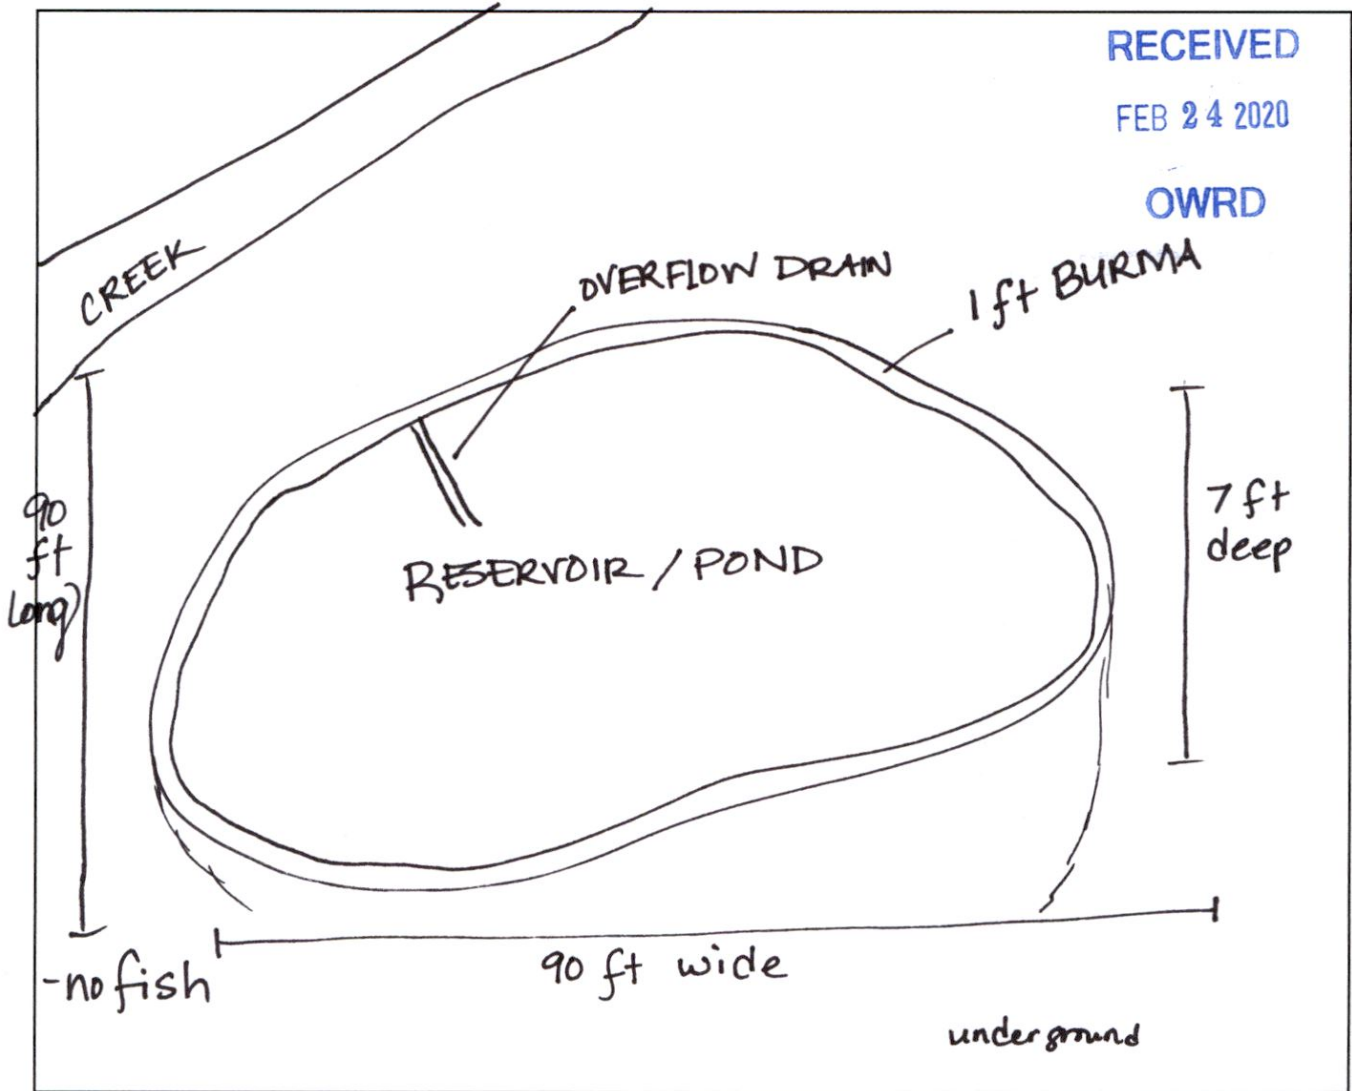 RECEIVED
FEB 24 2020
OWRD
CREEK
OVERFLOW DRAIN
1 ft BURMA
90
ft
long
7 ft
deep
RESERVOIR / POND
-no fish
90 ft wide
underground